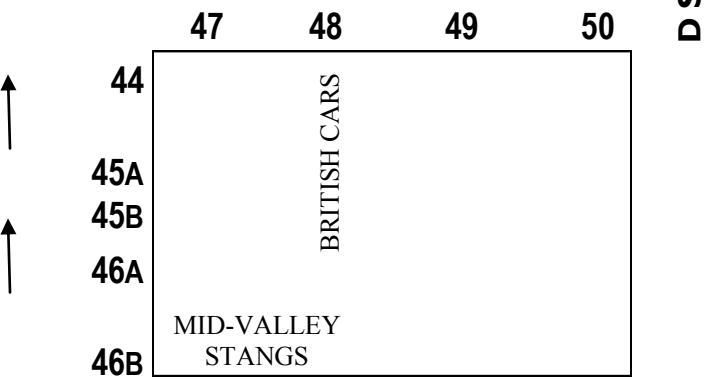 47 48 49 50
D S
44
BRITISH CARS
45A
45B
46A
MID-VALLEY
STANGS
46B